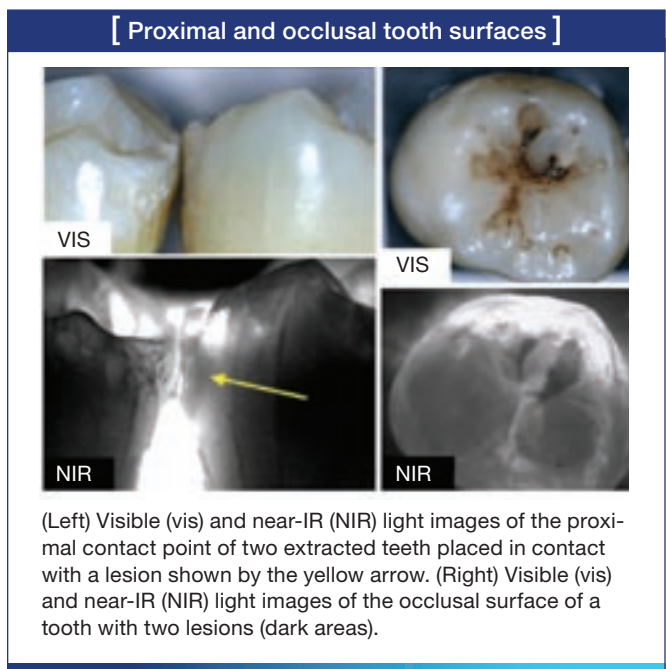 [ Proximal and occlusal tooth surfaces ]
VIS
VIS
NIR
NIR
(Left) Visible (vis) and near-IR (NIR) light images of the proxi-
mal contact point of two extracted teeth placed in contact
with a lesion shown by the yellow arrow. (Right) Visible (vis)
and near-IR (NIR) light images of the occlusal surface of a
tooth with two lesions (dark areas).